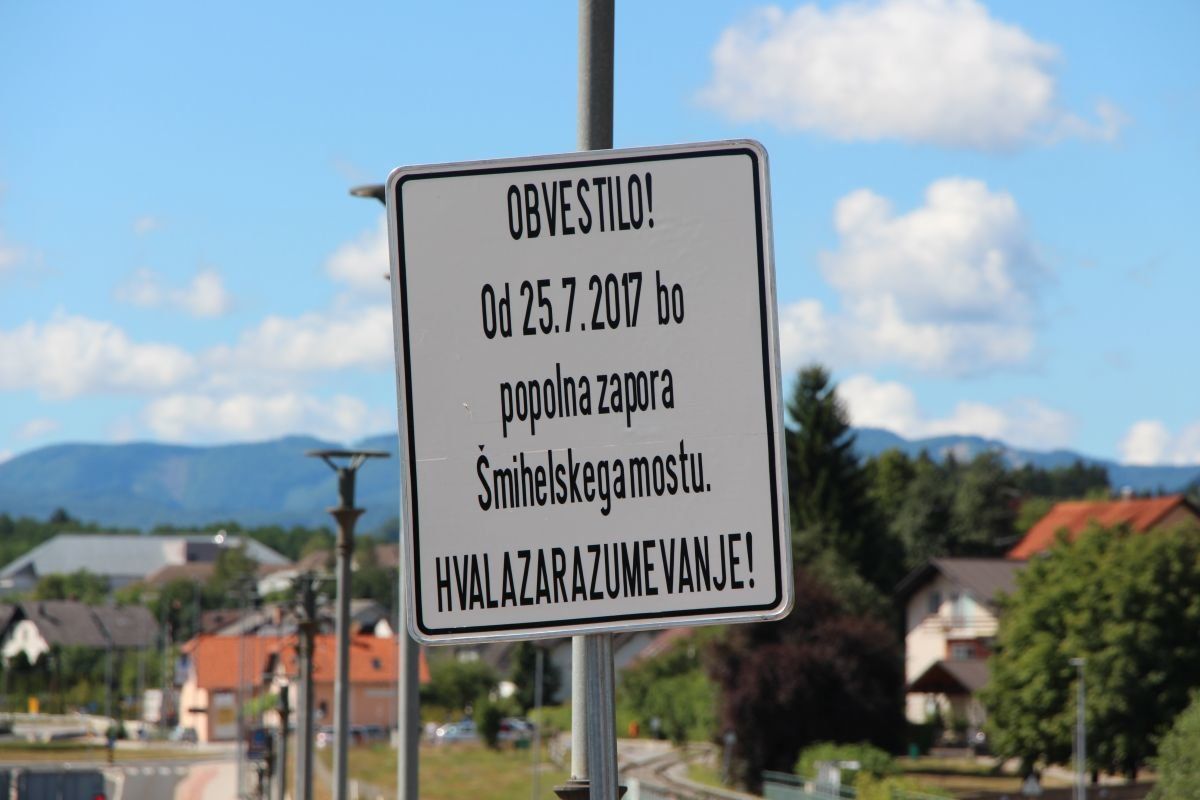 OBVESTILO!
Od 25.7.2017 bo
popolna zapora
Šmihelskega mostu.
HVALA ZA RAZUMEVANJE!